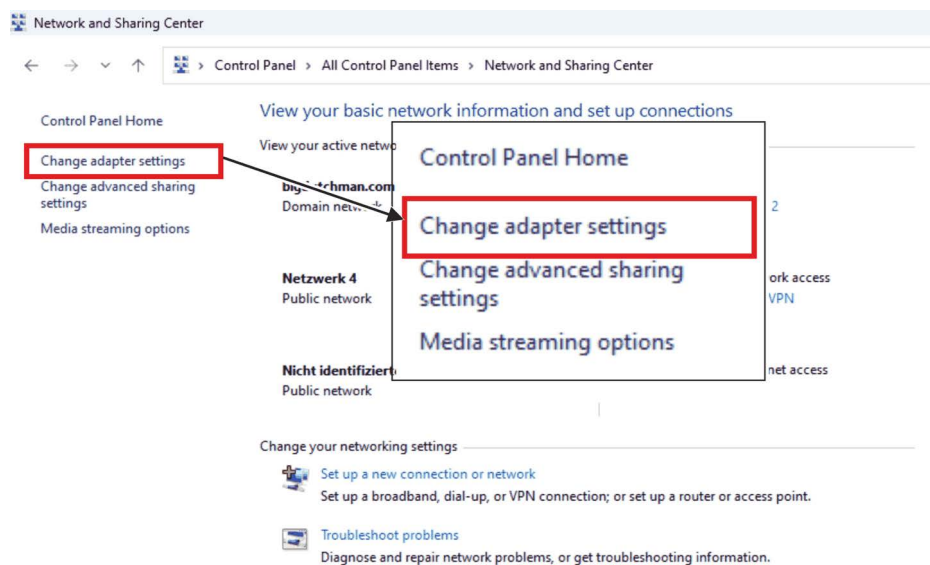 Network and Sharing Center
Control Panel > All Control Panel Items > Network and Sharing Center
Control Panel Home
Change adapter settings
Change advanced sharing
settings
Media streaming options
View your basic network information and set up connections
View your active
Domain
2
Netzwerk 4
Public network
ork access
VPN
Nicht
Public network
net access
Control Panel Home
Change adapter settings
Change advanced sharing
settings
Media streaming options
Change your networking settings
Set up a new connection or network
Set up a broadband, dial-up, or VPN connection; or set up a router or access point.
Troubleshoot problems
Diagnose and repair network problems, or get troubleshooting information.